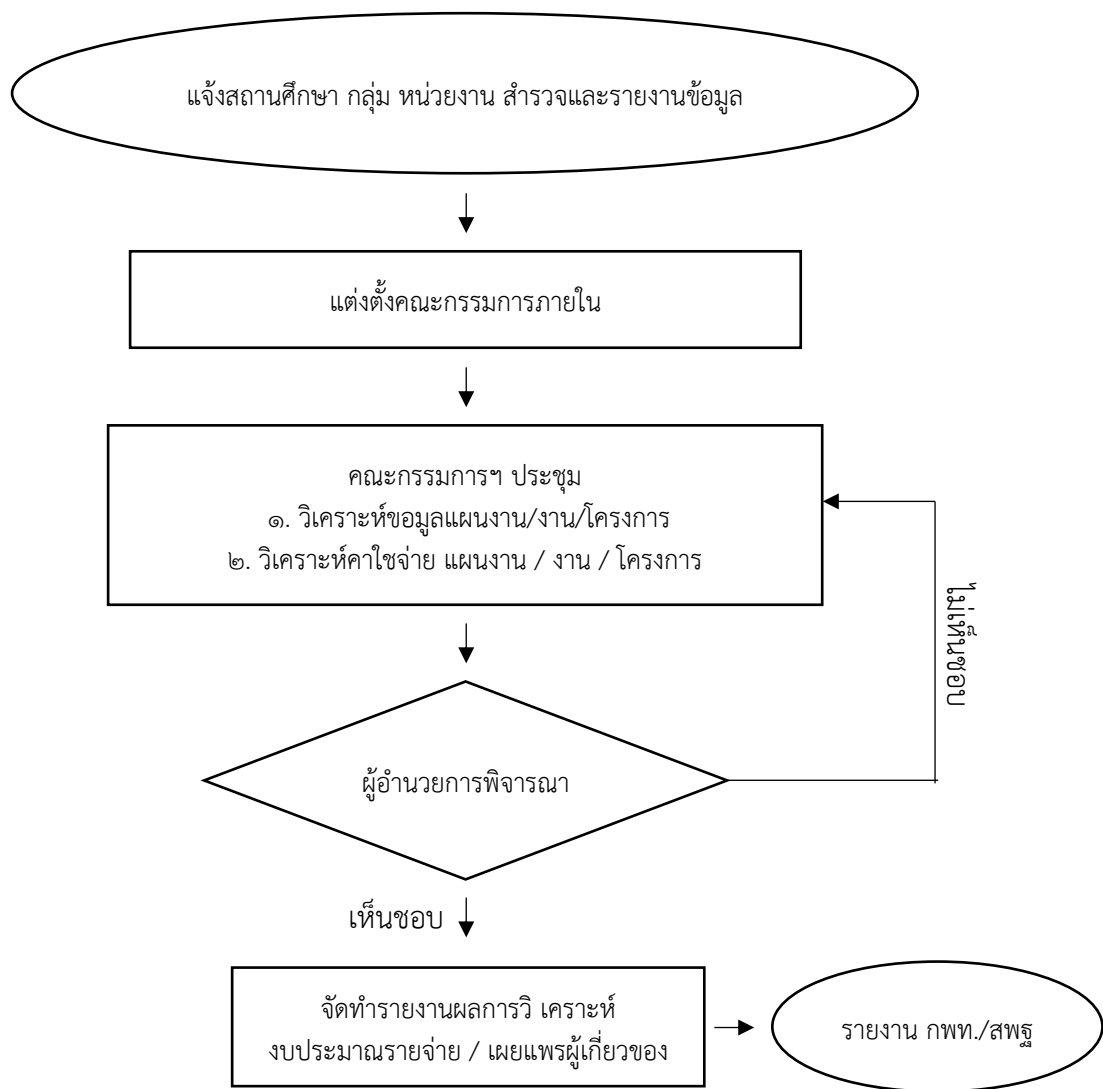 แจ้งสถานศึกษา กลุ่ม หน่วยงาน สำรวจและรายงานข้อมูล
แต่งตั้งคณะกรรมการภายใน
คณะกรรมการฯ ประชุม
๑. วิเคราะห์ขอมูลแผนงาน/งาน/โครงการ
๒. วิเคราะห์คาใชจ่าย แผนงาน / งาน / โครงการ
ไม่เห็นชอบ
ผู้อำนวยการพิจารณา
เห็นชอบ
จัดทำรายงานผลการวิ เคราะห์
งบประมาณรายจ่าย / เผยแพรผู้เกี่ยวของ
รายงาน กพท./สพฐ